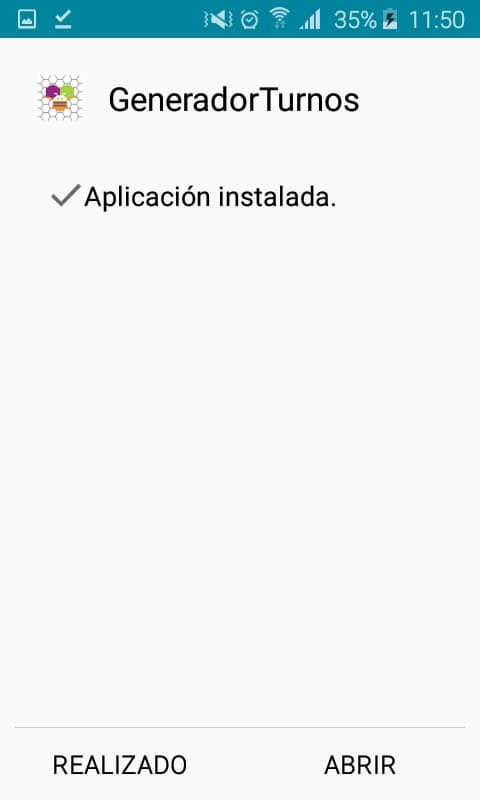 35% 11:50
GeneradorTurnos
Aplicación instalada.
REALIZADO ABRIR